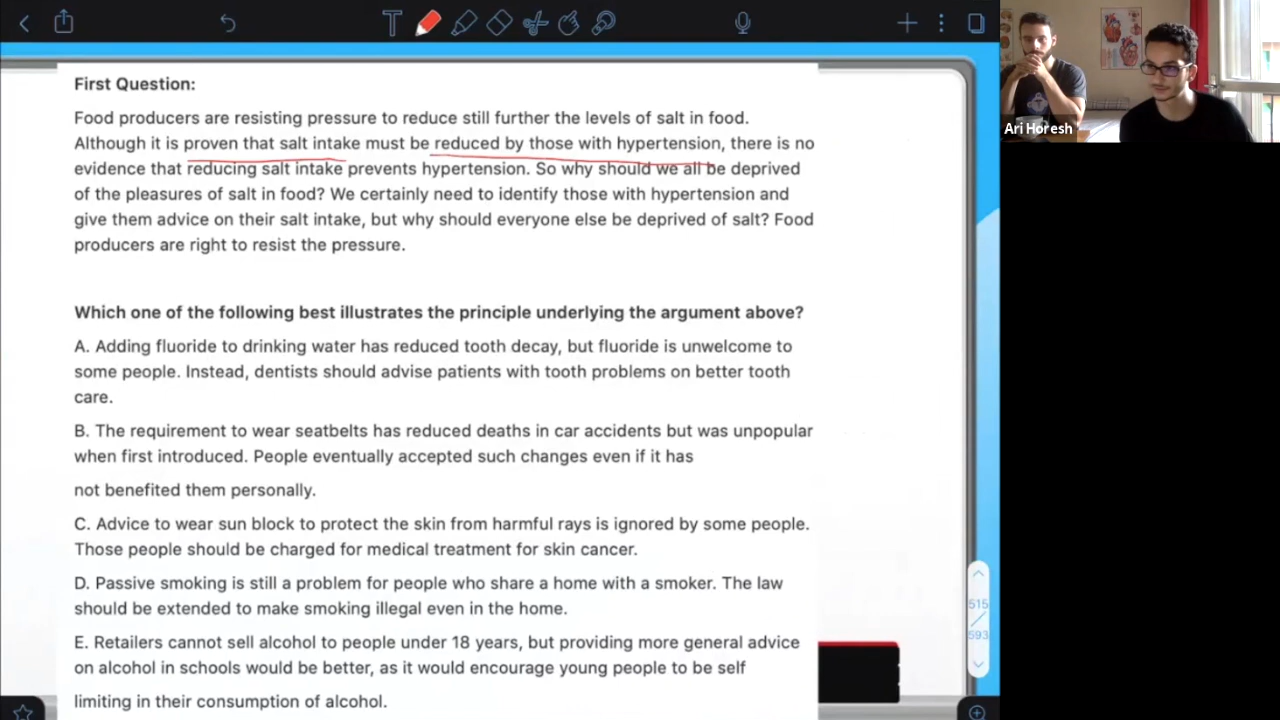 First Question:
Food producers are resisting pressure to reduce still further the levels of salt in food.
Although it is proven that salt intake must be reduced by those with hypertension, there is no
evidence that reducing salt intake prevents hypertension. So why should we all be deprived
of the pleasures of salt in food? We certainly need to identify those with hypertension and
give them advice on their salt intake, but why should everyone else be deprived of salt? Food
producers are right to resist the pressure.
Which one of the following best illustrates the principle underlying the argument above?
A. Adding fluoride to drinking water has reduced tooth decay, but fluoride is unwelcome to
some people. Instead, dentists should advise patients with tooth problems on better tooth
care.
B. The requirement to wear seatbelts has reduced deaths in car accidents but was unpopular
when first introduced. People eventually accepted such changes even if it has
not benefited them personally.
C. Advice to wear sun block to protect the skin from harmful rays is ignored by some people.
Those people should be charged for medical treatment for skin cancer.
D. Passive smoking is still a problem for people who share a home with a smoker. The law
should be extended to make smoking illegal even in the home.
E. Retailers cannot sell alcohol to people under 18 years, but providing more general advice
on alcohol in schools would be better, as it would encourage young people to be self
limiting in their consumption of alcohol.
515
593
Ari Horesh